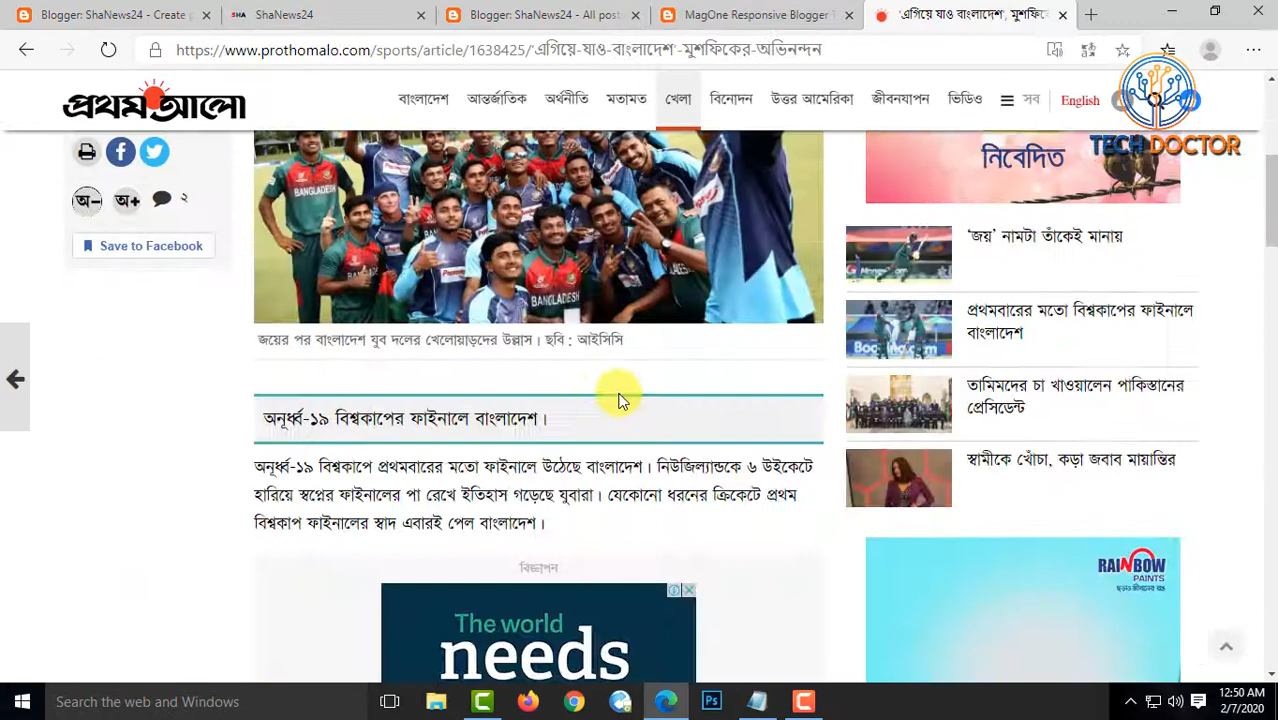 Blogger: ShaNews24 - Create p
ShaNews24
Blogger: ShaNews24 - All post
MagOne Responsive Blogger T
'এগিয়ে যাও বাংলাদেশ', মুশফিকে
https://www.prothomalo.com/sports/article/1638425/'এগিয়ে-যাও-বাংলাদেশ'-মুশফিকের-অভিনন্দন
প্রথম আলো
বাংলাদেশ আন্তর্জাতিক অর্থনীতি মতামত খেলা বিনোদন উত্তর আমেরিকা জীবনযাপন ভিডিও সব English
TECH DOCTOR
নিবেদিত
BANGLADESH
BANGLADESH
অ- অ+ ২
Save to Facebook
'জয়' নামটা তাঁকেই মানায়
প্রথমবারের মতো বিশ্বকাপের ফাইনালে
বাংলাদেশ
জয়ের পর বাংলাদেশ যুব দলের খেলোয়াড়দের উল্লাস। ছবি : আইসিসি
তামিমদের চা খাওয়ালেন পাকিস্তানের
প্রেসিডেন্ট
অনূর্ধ্ব-১৯ বিশ্বকাপের ফাইনালে বাংলাদেশ।
স্বামীকে খোঁচা, কড়া জবাব মায়ান্তির
অনূর্ধ্ব-১৯ বিশ্বকাপে প্রথমবারের মতো ফাইনালে উঠেছে বাংলাদেশ। নিউজিল্যান্ডকে ৬ উইকেটে
হারিয়ে স্বপ্নের ফাইনালের পা রেখে ইতিহাস গড়েছে যুবারা। যেকোনো ধরনের ক্রিকেটে প্রথম
বিশ্বকাপ ফাইনালের স্বাদ এবারই পেল বাংলাদেশ।
বিজ্ঞাপন
The world
needs
RAINBOW
PAINTS
Search the web and Windows
Ps
12:50 AM
2/7/2020